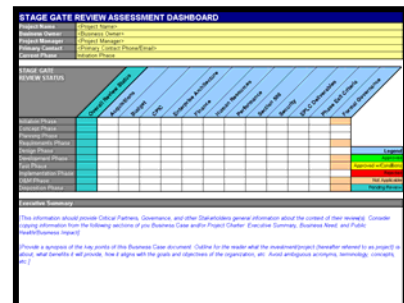 STAGE GATE REVIEW ASSESSMENT DASHBOARD
Project Name <Project Name>
Business Owner <Business Owner>
Project Manager <Project Manager>
Primary Contact <Primary Contact Phone/Email>
Current Phase Initiation Phase
STAGE GATE
REVIEW STATUS
Overall Review Status
Acquisitions
Budget
CPIC
Enterprise Architecture
Finance
Human Resources
Performance
Section 508
Security
EPLC Deliverables
Phase Exit Criteria
Formal Governance
Initiation Phase
Concept Phase
Planning Phase
Requirements Phase
Design Phase
Legend
Development Phase
Approved
Test Phase
Approved w/Conditions
Implementation Phase
O&M Phase
Not Applicable
Disposition Phase
Pending Review
Executive Summary
[This information should provide Critical Partners, Governance, and other Stakeholders general information about the content of their review(s). Consider
copying information from the following sections of you Business Case and/or Project Charter: Executive Summary, Business Need, and Public
Health/Business Impact]
[Provide a synopsis of the key points of this Business Case document. Outline for the reader what the investment/project (hereafter referred to as project) is
about, what benefits it will provide, how it aligns with the goals and objectives of the organization, etc. Avoid ambiguous acronyms, terminology, concepts,
etc.]